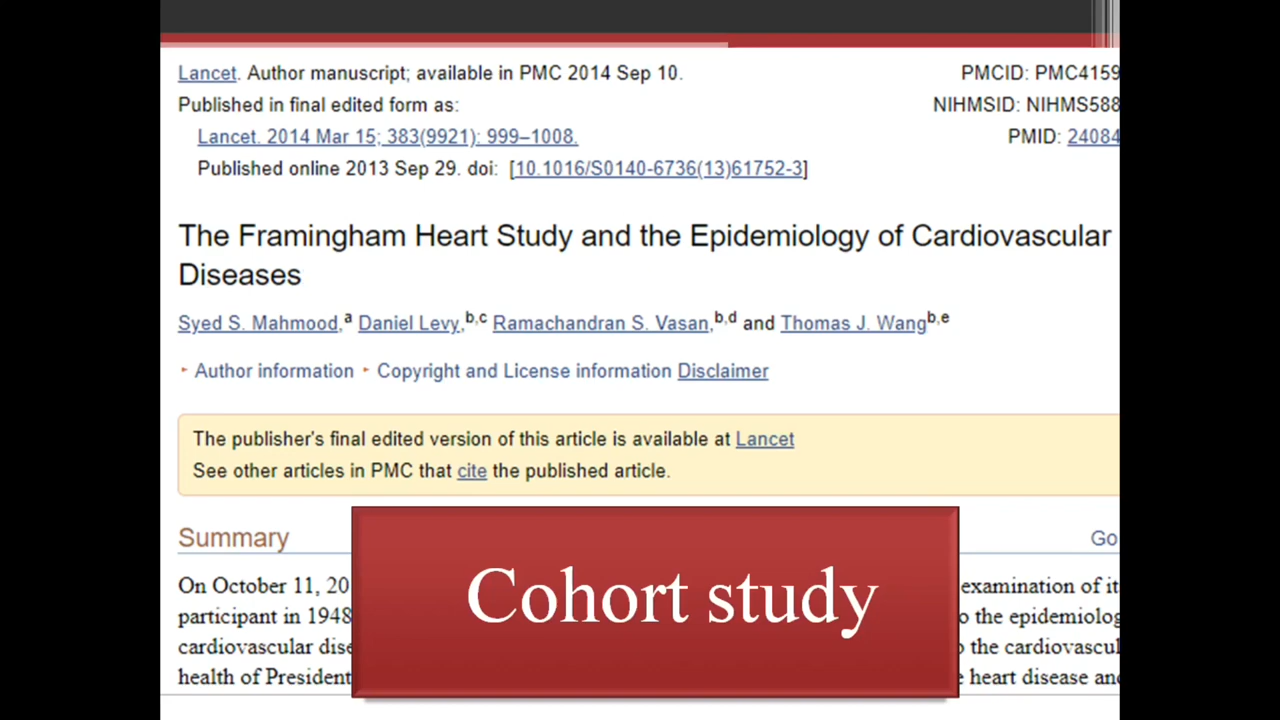 Lancet. Author manuscript; available in PMC 2014 Sep 10.
PMCID: PMC4159
Published in final edited form as:
NIHMSID: NIHMS588
Lancet. 2014 Mar 15; 383(9921): 999–1008.
PMID: 24084
Published online 2013 Sep 29. doi: [10.1016/S0140-6736(13)61752-3]
The Framingham Heart Study and the Epidemiology of Cardiovascular
Diseases
Syed S. Mahmood,a Daniel Levy,b,c Ramachandran S. Vasan,b,d and Thomas J. Wangb,e
▸ Author information ▸ Copyright and License information Disclaimer
The publisher's final edited version of this article is available at Lancet
See other articles in PMC that cite the published article.
Summary
Go
On October 11, 20 examination of it
participant in 1948 o the epidemiolog
cardiovascular dise o the cardiovascul
health of President e heart disease and
Cohort study